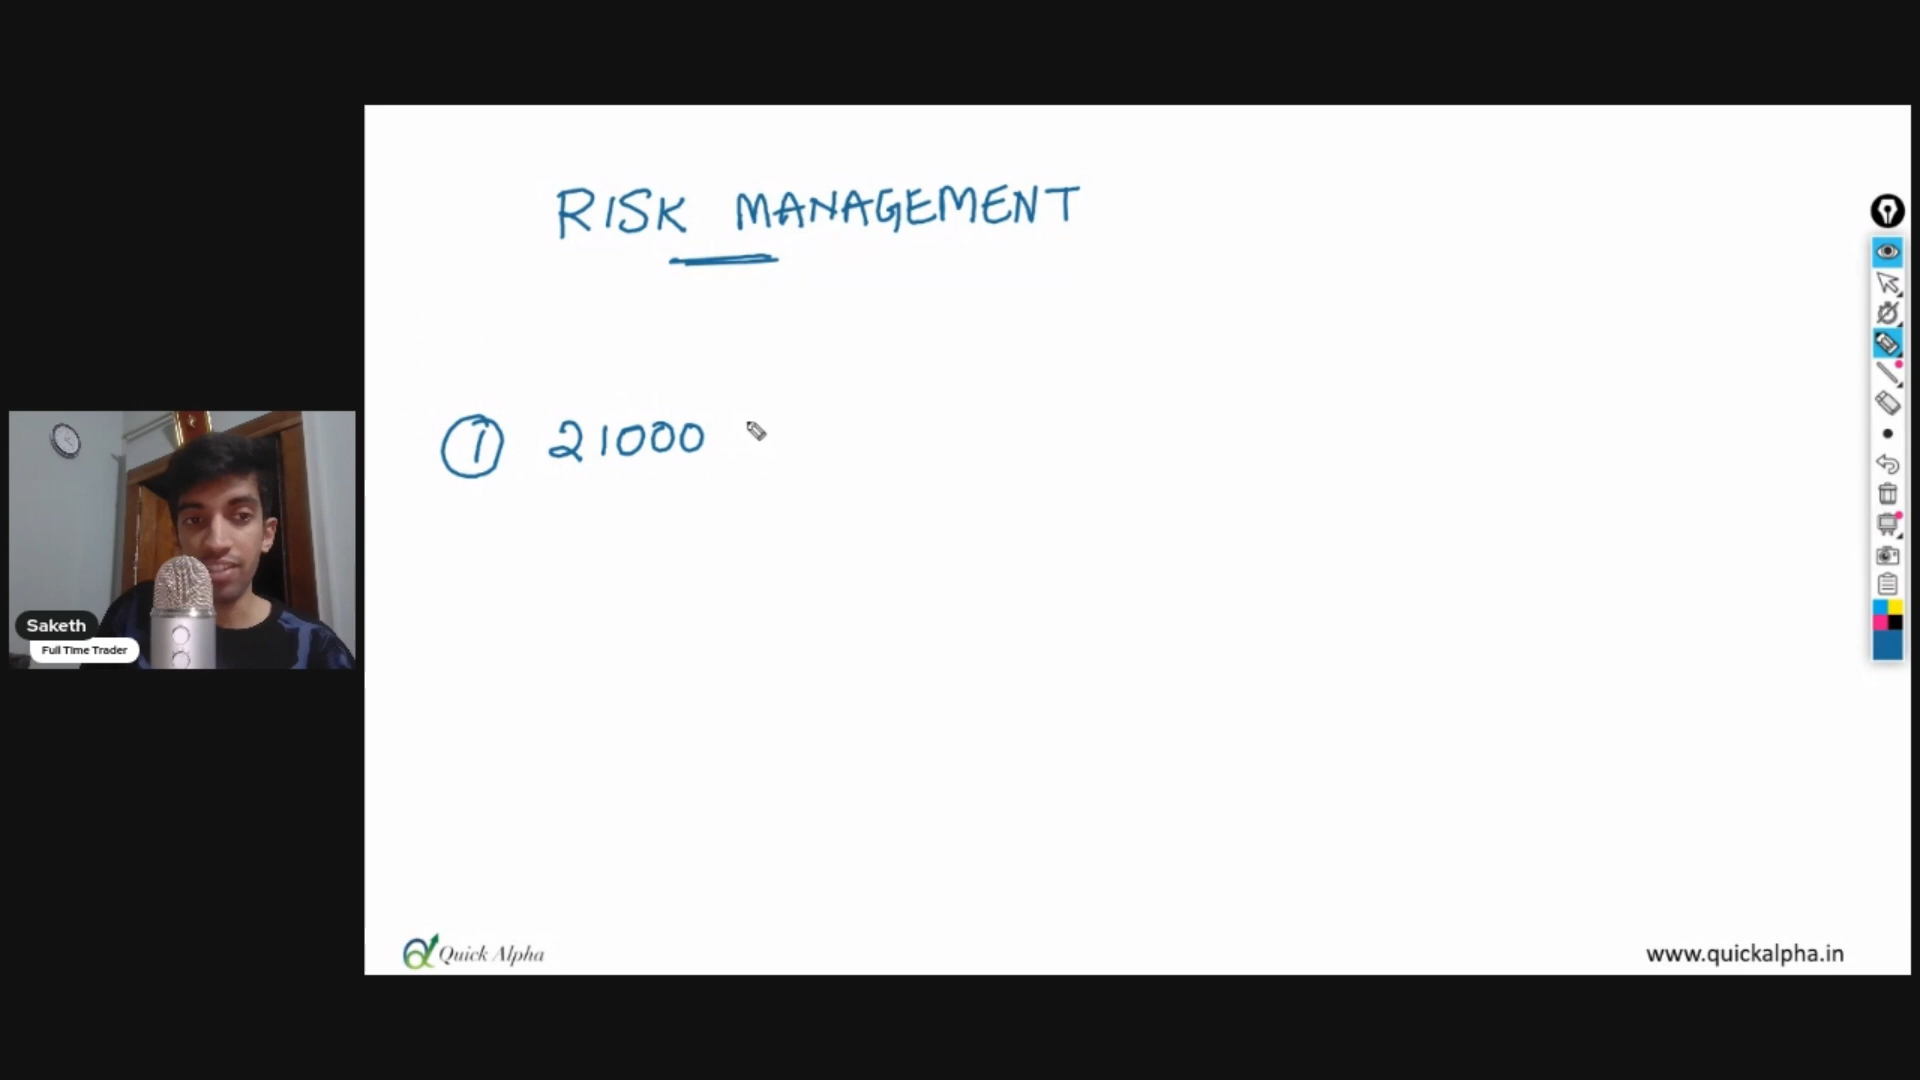 RISK MANAGEMENT
① 21000
Saketh
Full Time Trader
Quick Alpha
www.quickalpha.in